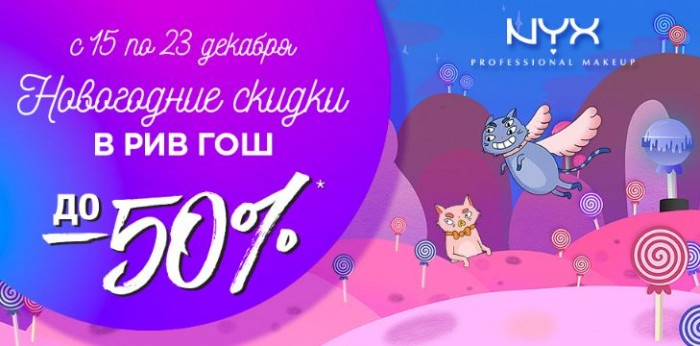 с 15 по 23 декабря
Новогодние скидки
В РИВ ГОШ
ДО -50%*
NYX
PROFESSIONAL MAKEUP